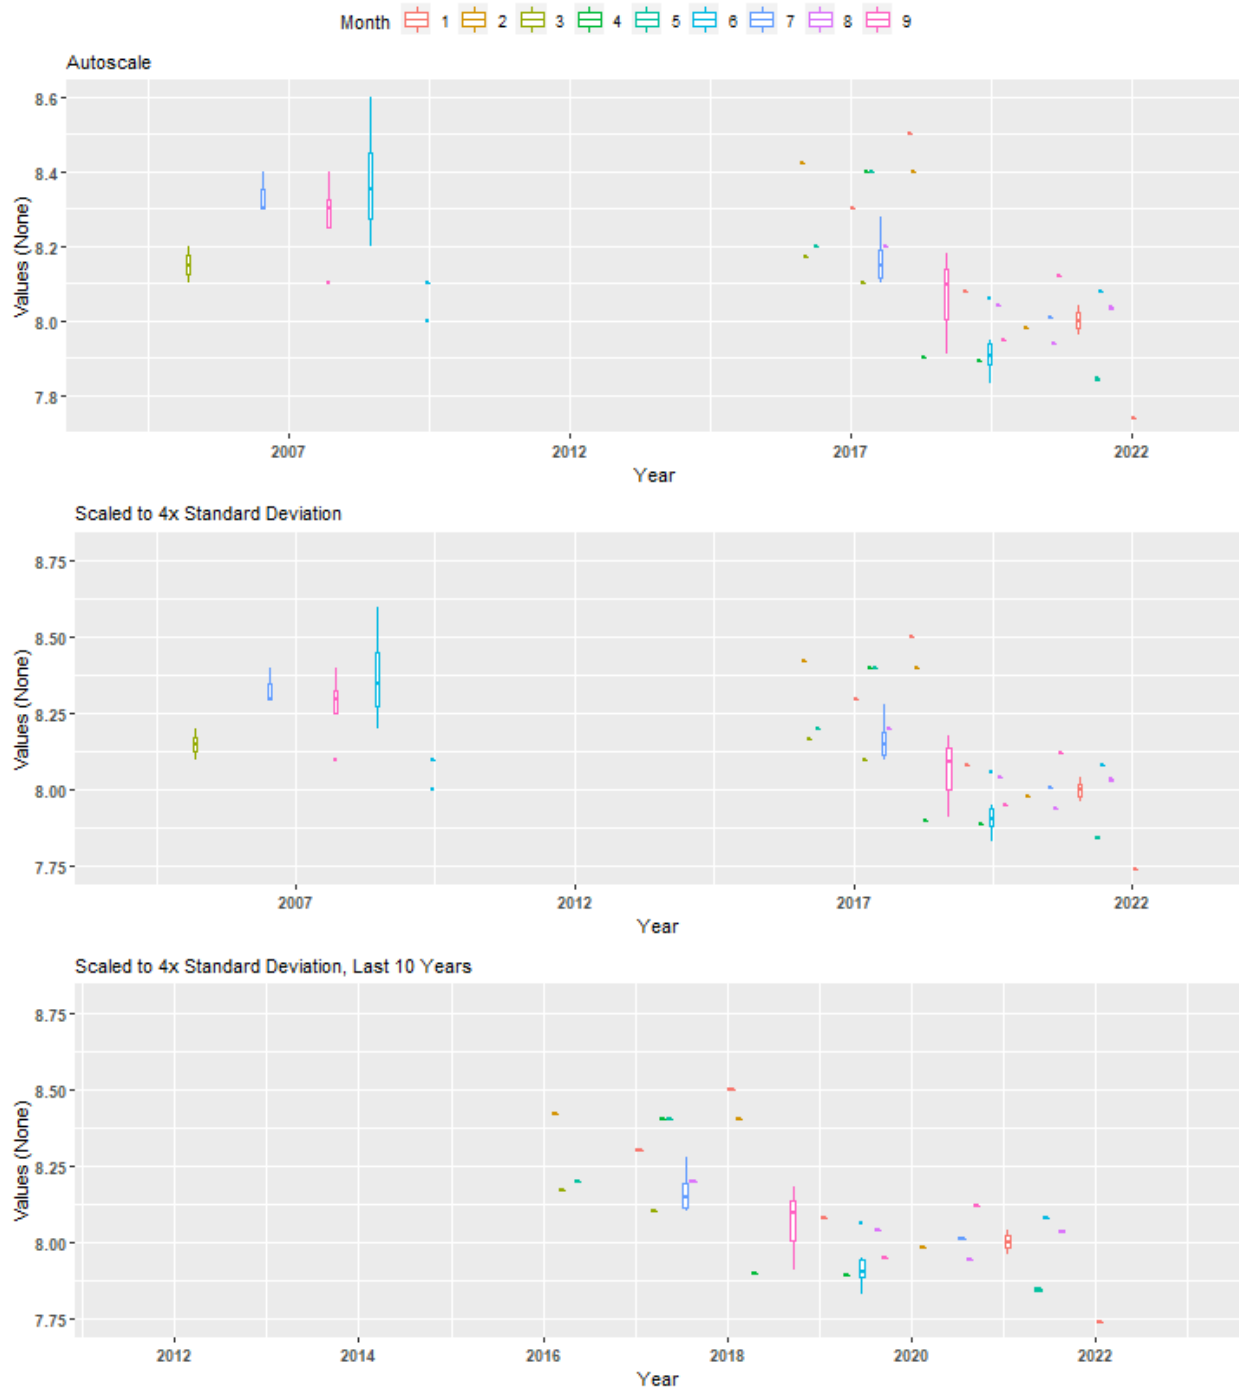 Month 1 2 3 4 5 6 7 8 9
Autoscale
Values (None)
8.6
8.4
8.2
8.0
7.8
2007 2012 2017 2022
Year
Scaled to 4x Standard Deviation
Values (None)
8.75
8.50
8.25
8.00
7.75
2007 2012 2017 2022
Year
Scaled to 4x Standard Deviation, Last 10 Years
Values (None)
8.75
8.50
8.25
8.00
7.75
2012 2014 2016 2018 2020 2022
Year